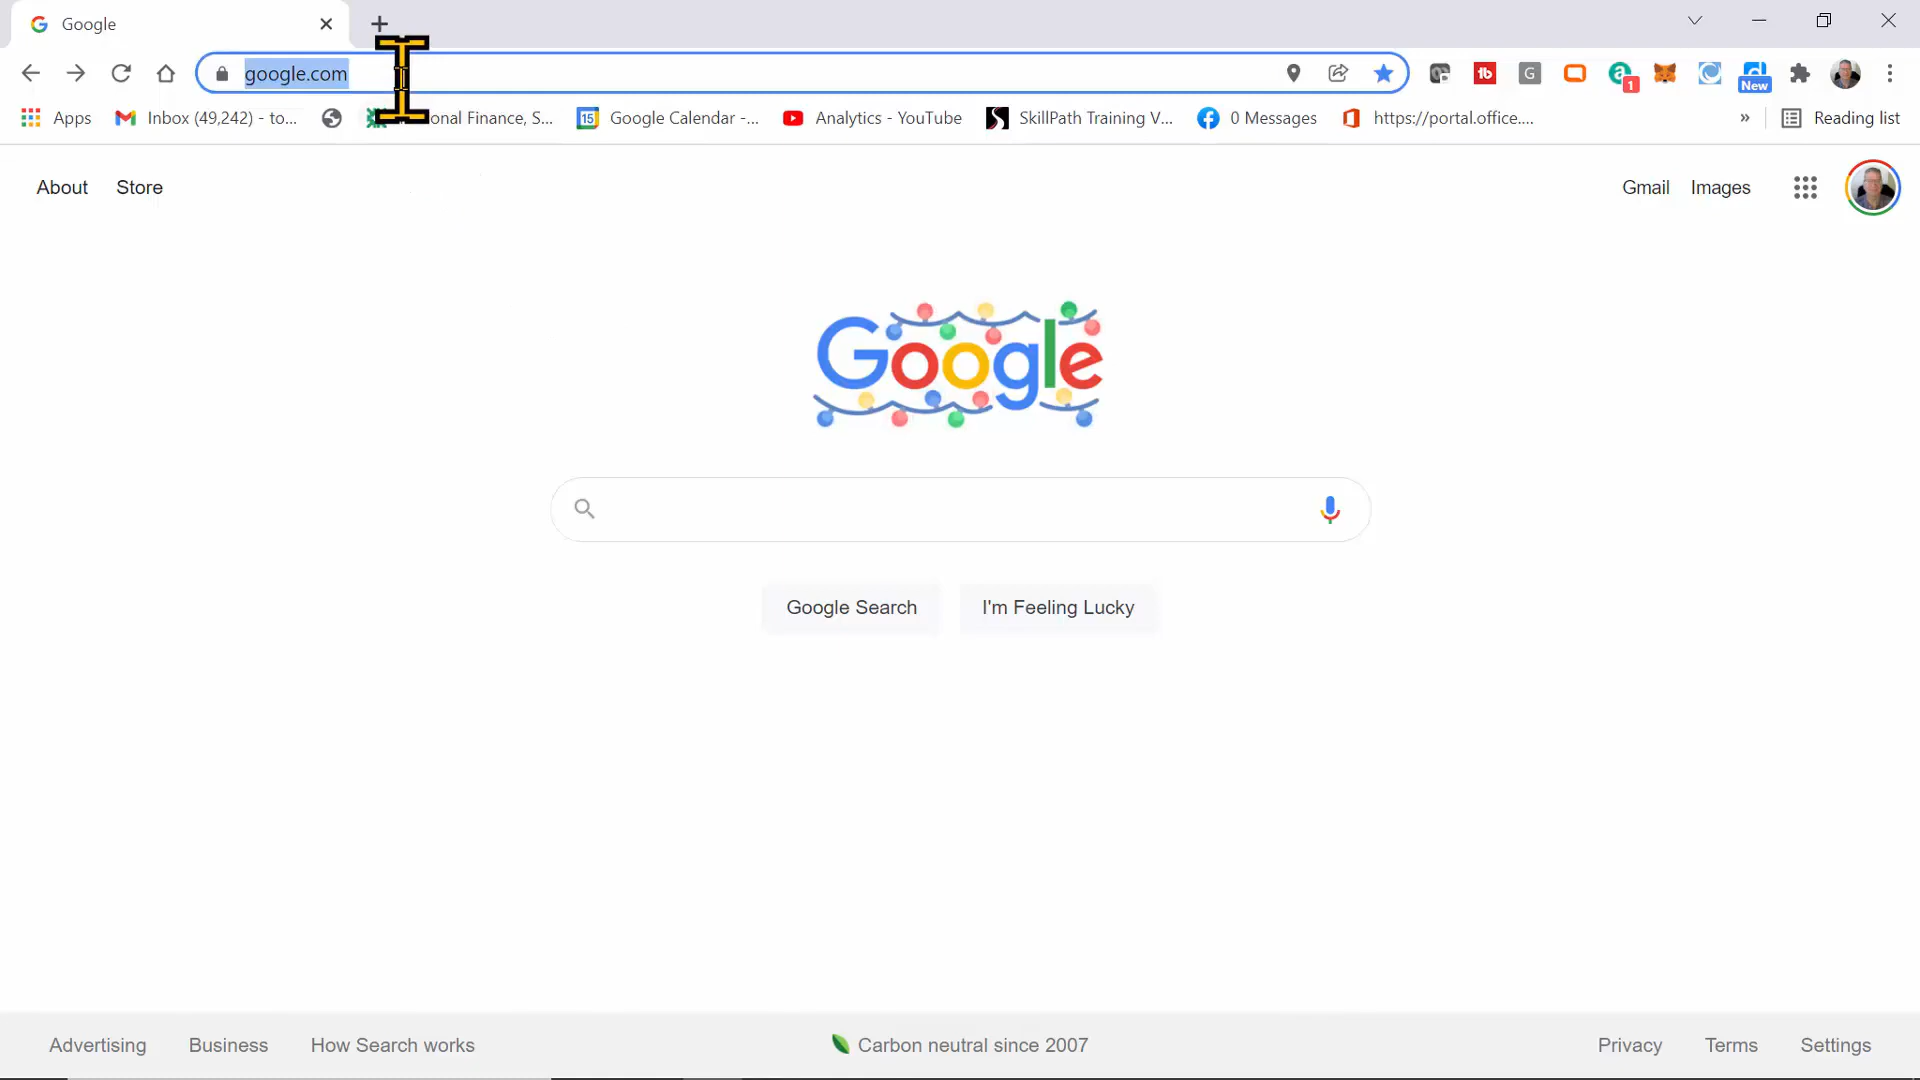 Google
google.com
New
1
Apps
Inbox (49,242) - to...
onal Finance, S...
15
Google Calendar -...
Analytics - YouTube
SkillPath Training V...
0 Messages
https://portal.office....
»
Reading list
About
Store
Gmail
Images
Google
Google Search
I'm Feeling Lucky
Advertising
Business
How Search works
Carbon neutral since 2007
Privacy
Terms
Settings